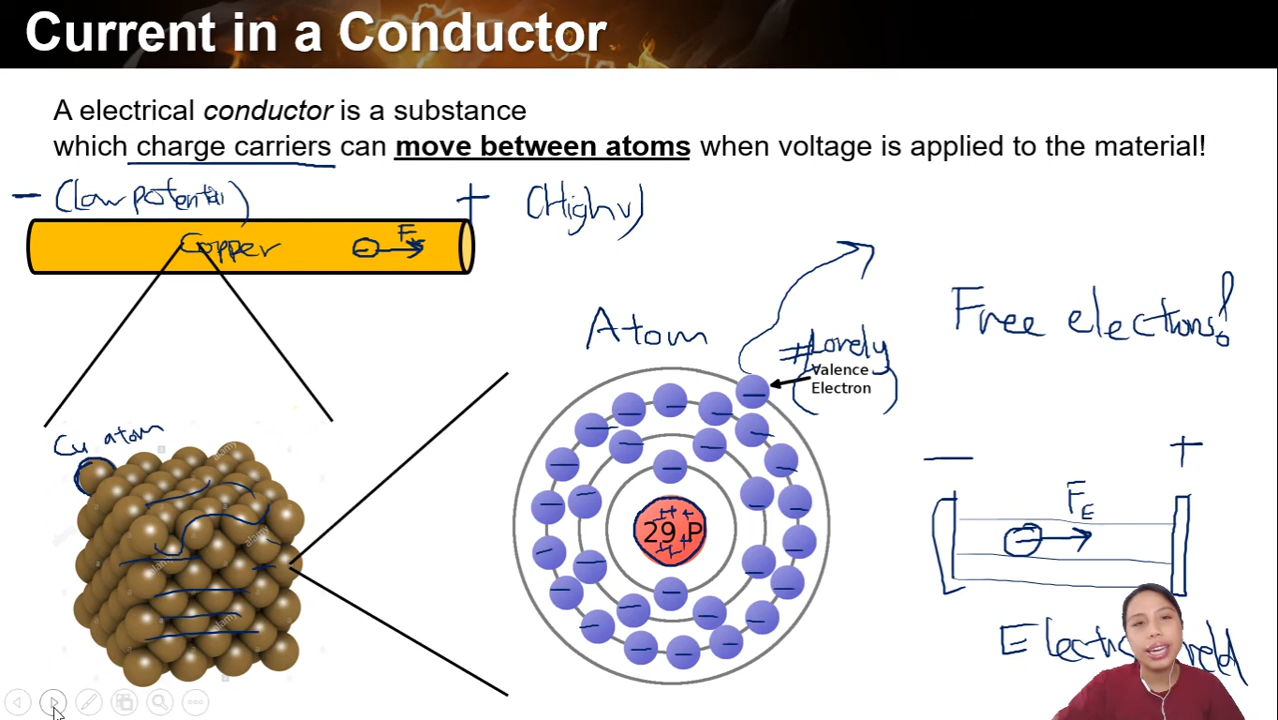 Current in a Conductor
A electrical conductor is a substance
which charge carriers can move between atoms when voltage is applied to the material!
− (low potential)
+ (High V)
Copper
F
Cu atom
Atom
#Lonely
Valence
Electron
Free electrons!
29 P
− +
F_E
Electric